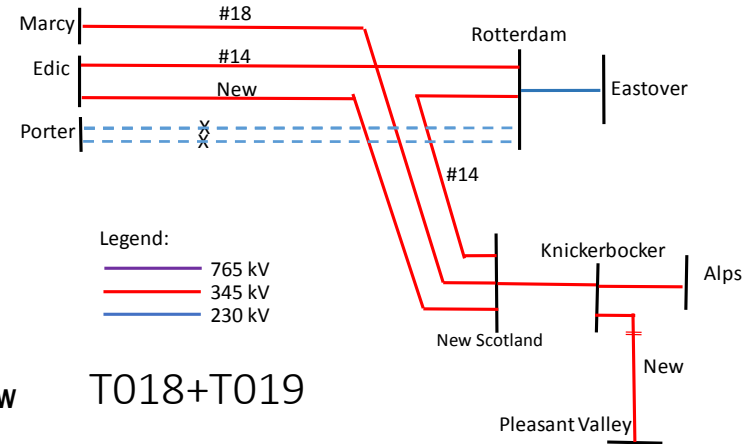 #18
Marcy
Rotterdam
#14
Edic
New
Eastover
X
Porter
X
#14
Legend:
Knickerbocker
765 kV
Alps
345 kV
230 kV
New Scotland
New
W
T018+T019
Pleasant Valley